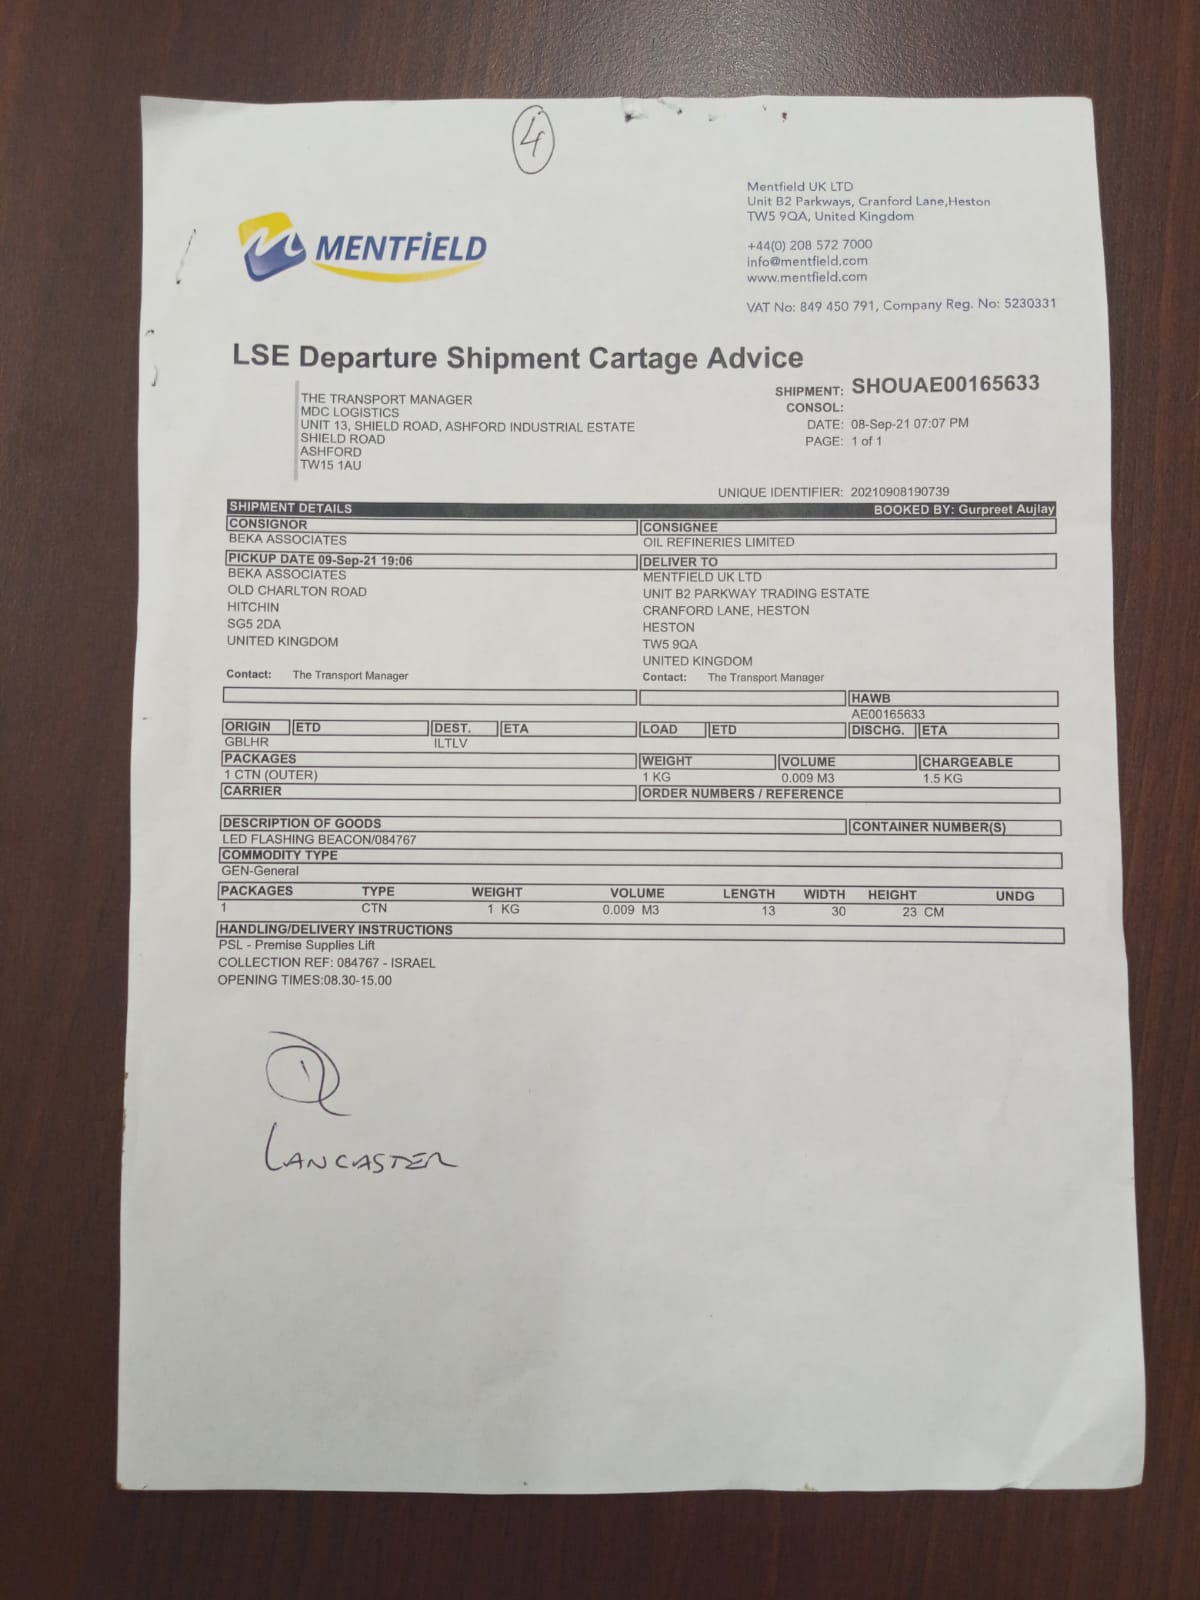 4
MENTFiELD
Mentfield UK LTD
Unit B2 Parkways, Cranford Lane,Heston
TW5 9QA, United Kingdom
+44(0) 208 572 7000
info@mentfield.com
www.mentfield.com
VAT No: 849 450 791, Company Reg. No: 5230331
LSE Departure Shipment Cartage Advice
THE TRANSPORT MANAGER
MDC LOGISTICS
UNIT 13, SHIELD ROAD, ASHFORD INDUSTRIAL ESTATE
SHIELD ROAD
ASHFORD
TW15 1AU
SHIPMENT: SHOUAE00165633
CONSOL:
DATE: 08-Sep-21 07:07 PM
PAGE: 1 of 1
UNIQUE IDENTIFIER: 20210908190739
SHIPMENT DETAILS BOOKED BY: Gurpreet Aujlay
CONSIGNOR CONSIGNEE
BEKA ASSOCIATES OIL REFINERIES LIMITED
PICKUP DATE 09-Sep-21 19:06 DELIVER TO
BEKA ASSOCIATES MENTFIELD UK LTD
OLD CHARLTON ROAD UNIT B2 PARKWAY TRADING ESTATE
HITCHIN CRANFORD LANE, HESTON
SG5 2DA HESTON
UNITED KINGDOM TW5 9QA
UNITED KINGDOM
Contact: The Transport Manager Contact: The Transport Manager
HAWB
AE00165633
ORIGIN ETD DEST. ETA LOAD ETD DISCHG. ETA
GBLHR ILTLV
PACKAGES WEIGHT VOLUME CHARGEABLE
1 CTN (OUTER) 1 KG 0.009 M3 1.5 KG
CARRIER ORDER NUMBERS / REFERENCE
DESCRIPTION OF GOODS CONTAINER NUMBER(S)
LED FLASHING BEACON/084767
COMMODITY TYPE
GEN-General
PACKAGES TYPE WEIGHT VOLUME LENGTH WIDTH HEIGHT UNDG
1 CTN 1 KG 0.009 M3 13 30 23 CM
HANDLING/DELIVERY INSTRUCTIONS
PSL - Premise Supplies Lift
COLLECTION REF: 084767 - ISRAEL
OPENING TIMES:08.30-15.00
LANCASTER